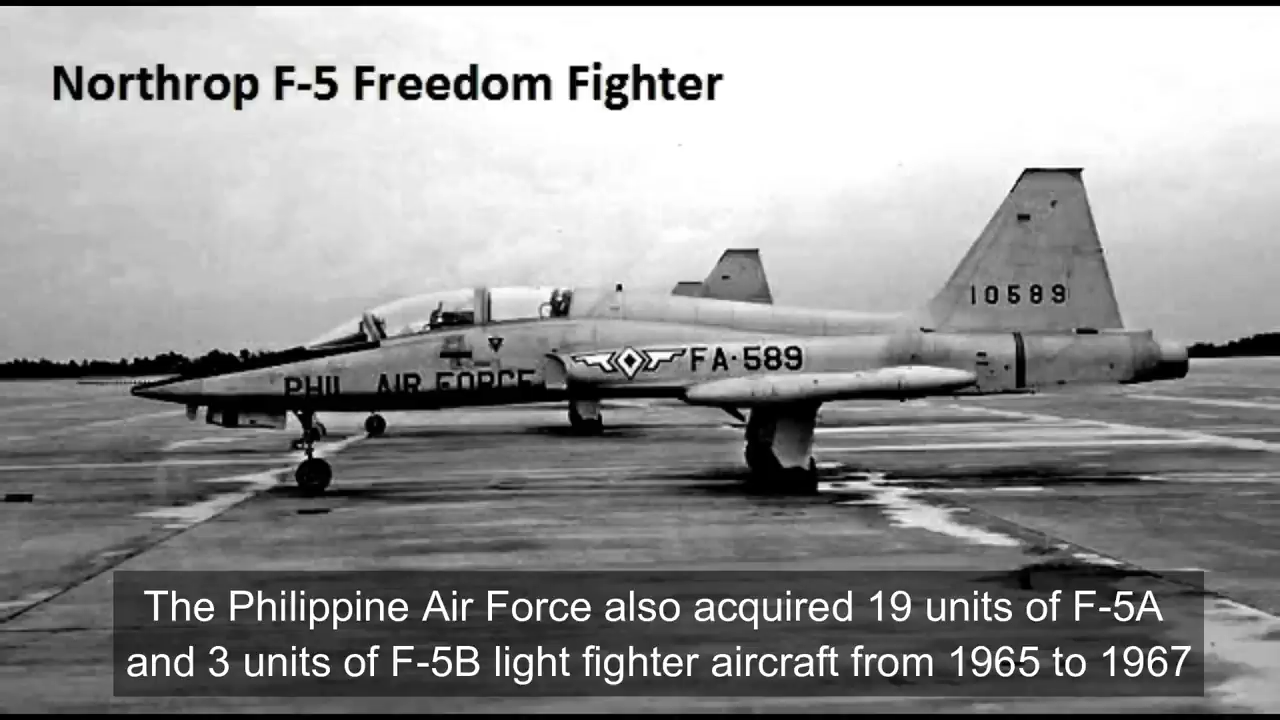 Northrop F-5 Freedom Fighter
10589
FA-589
PHIL AIR FORCE
The Philippine Air Force also acquired 19 units of F-5A
and 3 units of F-5B light fighter aircraft from 1965 to 1967